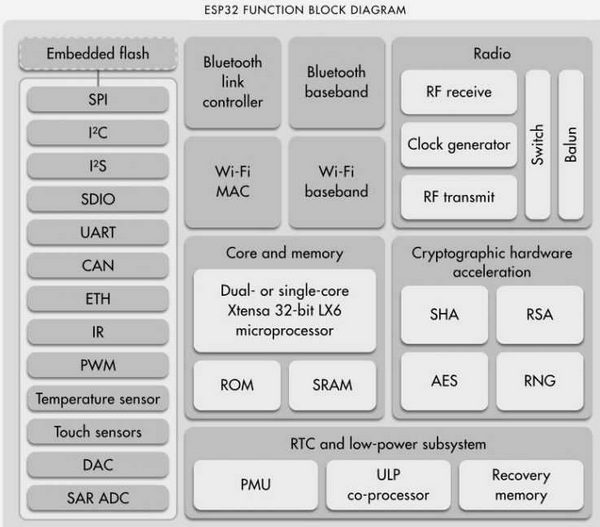 ESP32 FUNCTION BLOCK DIAGRAM
Embedded flash
SPI
I²C
I²S
SDIO
UART
CAN
ETH
IR
PWM
Temperature sensor
Touch sensors
DAC
SAR ADC
Bluetooth
link
controller
Bluetooth
baseband
Wi-Fi
MAC
Wi-Fi
baseband
Radio
RF receive
Clock generator
RF transmit
Switch
Balun
Core and memory
Dual- or single-core
Xtensa 32-bit LX6
microprocessor
ROM
SRAM
Cryptographic hardware
acceleration
SHA
RSA
AES
RNG
RTC and low-power subsystem
PMU
ULP
co-processor
Recovery
memory